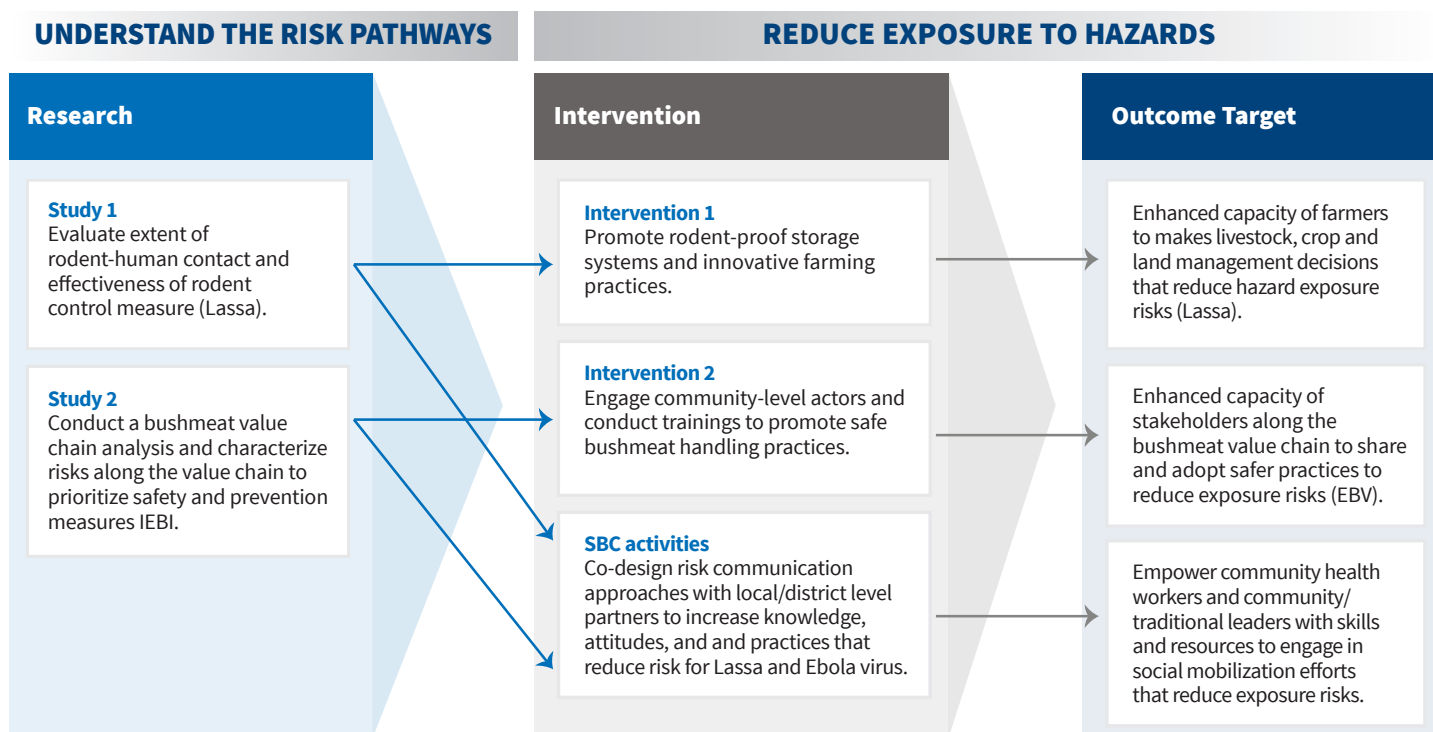 UNDERSTAND THE RISK PATHWAYS
REDUCE EXPOSURE TO HAZARDS
Research
Study 1
Evaluate extent of
rodent-human contact and
effectiveness of rodent
control measure (Lassa).
Study 2
Conduct a bushmeat value
chain analysis and characterize
risks along the value chain to
prioritize safety and prevention
measures IEBI.
Intervention
Intervention 1
Promote rodent-proof storage
systems and innovative farming
practices.
Intervention 2
Engage community-level actors and
conduct trainings to promote safe
bushmeat handling practices.
SBC activities
Co-design risk communication
approaches with local/district level
partners to increase knowledge,
attitudes, and and practices that
reduce risk for Lassa and Ebola virus.
Outcome Target
Enhanced capacity of farmers
to makes livestock, crop and
land management decisions
that reduce hazard exposure
risks (Lassa).
Enhanced capacity of
stakeholders along the
bushmeat value chain to share
and adopt safer practices to
reduce exposure risks (EBV).
Empower community health
workers and community/
traditional leaders with skills
and resources to engage in
social mobilization efforts
that reduce exposure risks.